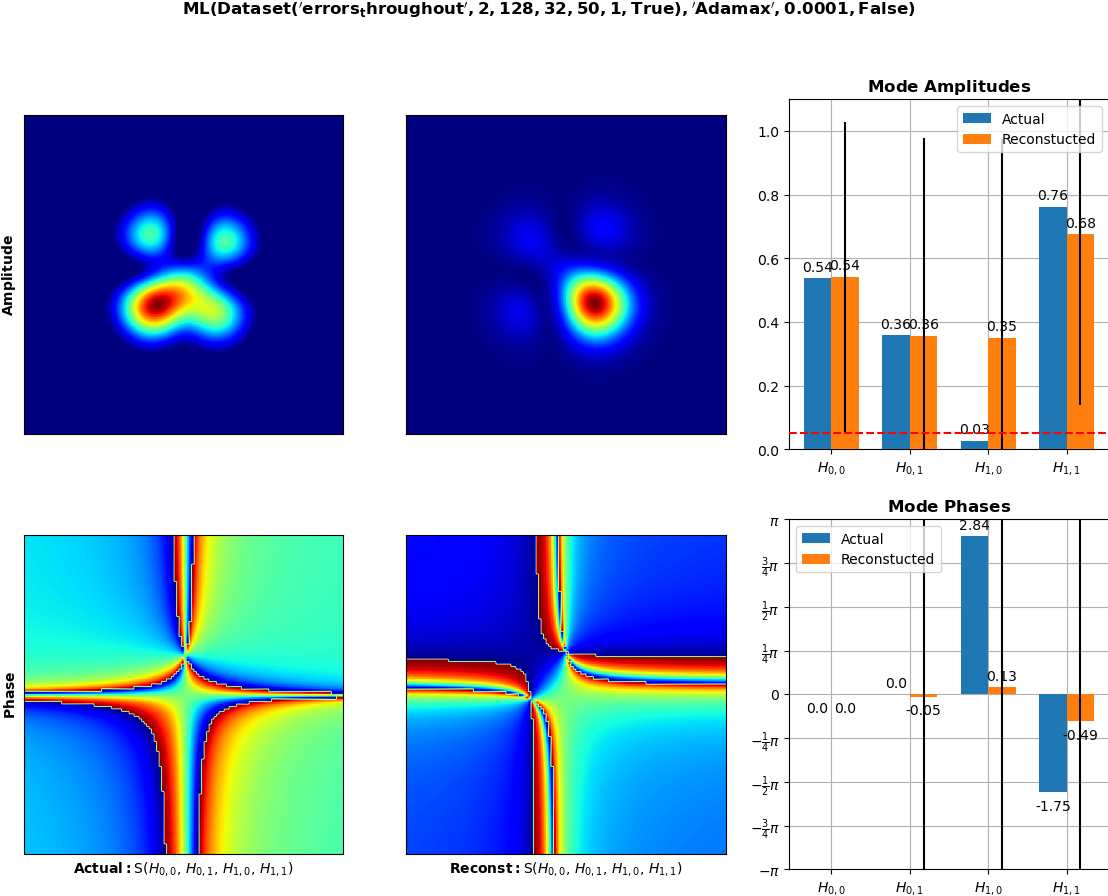 ML(Dataset('errors_throughout', 2, 128, 32, 50, 1, True), 'Adamax', 0.0001, False)
Amplitude
Mode Amplitudes
Actual
Reconstucted
1.0
0.8
0.6
0.4
0.2
0.0
0.54 0.54
0.36 0.36
0.03 0.35
0.76 0.68
H0,0 H0,1 H1,0 H1,1
Phase
Actual: S(H0,0, H0,1, H1,0, H1,1)
Reconst: S(H0,0, H0,1, H1,0, H1,1)
Mode Phases
Actual
Reconstucted
π
3/4π
1/2π
1/4π
0
−1/4π
−1/2π
−3/4π
−π
0.0 0.0
0.0 -0.05
2.84 0.13
-1.75 -0.49
H0,0 H0,1 H1,0 H1,1